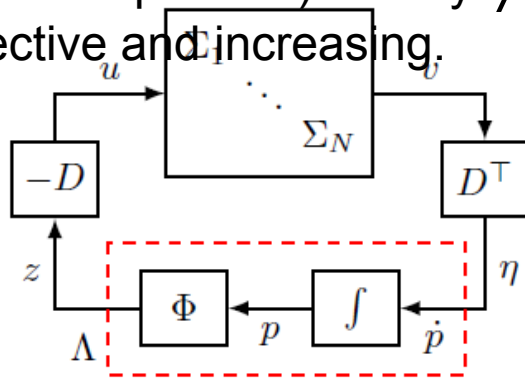 ective and increasing.
u
Σ₁
⋱
Σ_N
v
−D
D^⊤
z
Φ
p
∫
ṗ
η
Λ